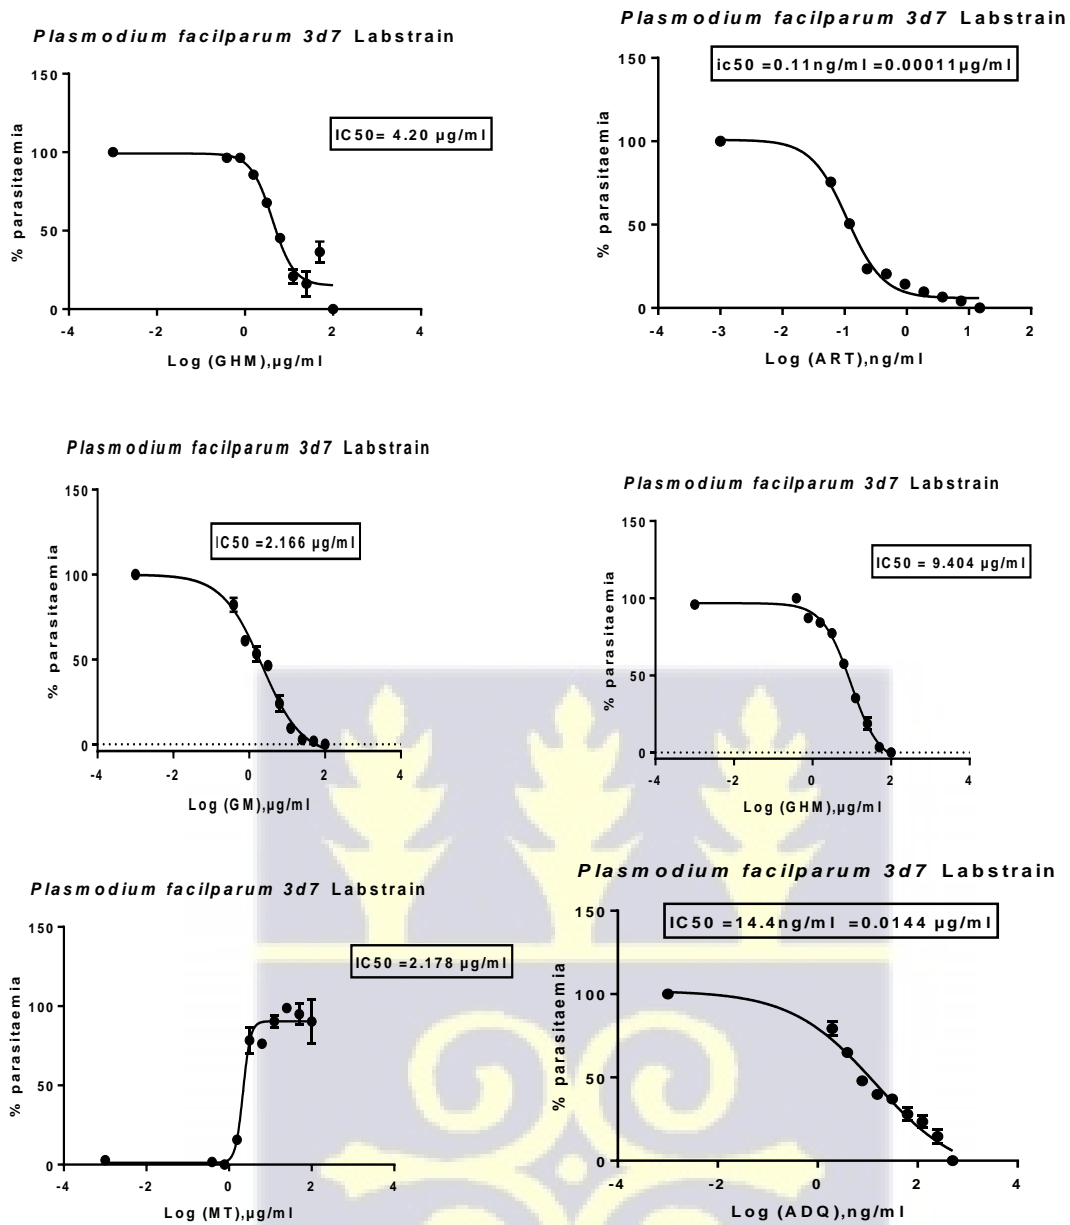 Plasmodium facilparum 3d7 Labstrain
IC50= 4.20 µg/ml
% parasitaemia
150
100
50
0
-4
-2
0
2
4
Log (GHM),µg/ml
Plasmodium facilparum 3d7 Labstrain
ic50 =0.11ng/ml =0.00011µg/ml
% parasitaemia
150
100
50
0
-4
-3
-2
-1
0
1
2
Log (ART),ng/ml
Plasmodium facilparum 3d7 Labstrain
IC50 =2.166 µg/ml
% parasitaemia
150
100
50
0
-4
-2
0
2
4
Log (GM),µg/ml
Plasmodium facilparum 3d7 Labstrain
IC50 = 9.404 µg/ml
% parasitaemia
150
100
50
0
-4
-2
0
2
4
Log (GHM),µg/ml
Plasmodium facilparum 3d7 Labstrain
IC50 =2.178 µg/ml
% parasitaemia
150
100
50
0
-4
-2
0
2
4
Log (MT),µg/ml
Plasmodium facilparum 3d7 Labstrain
IC50 =14.4ng/ml =0.0144 µg/ml
% parasitaemia
150
100
50
0
-4
-2
0
2
4
Log (ADQ),ng/ml